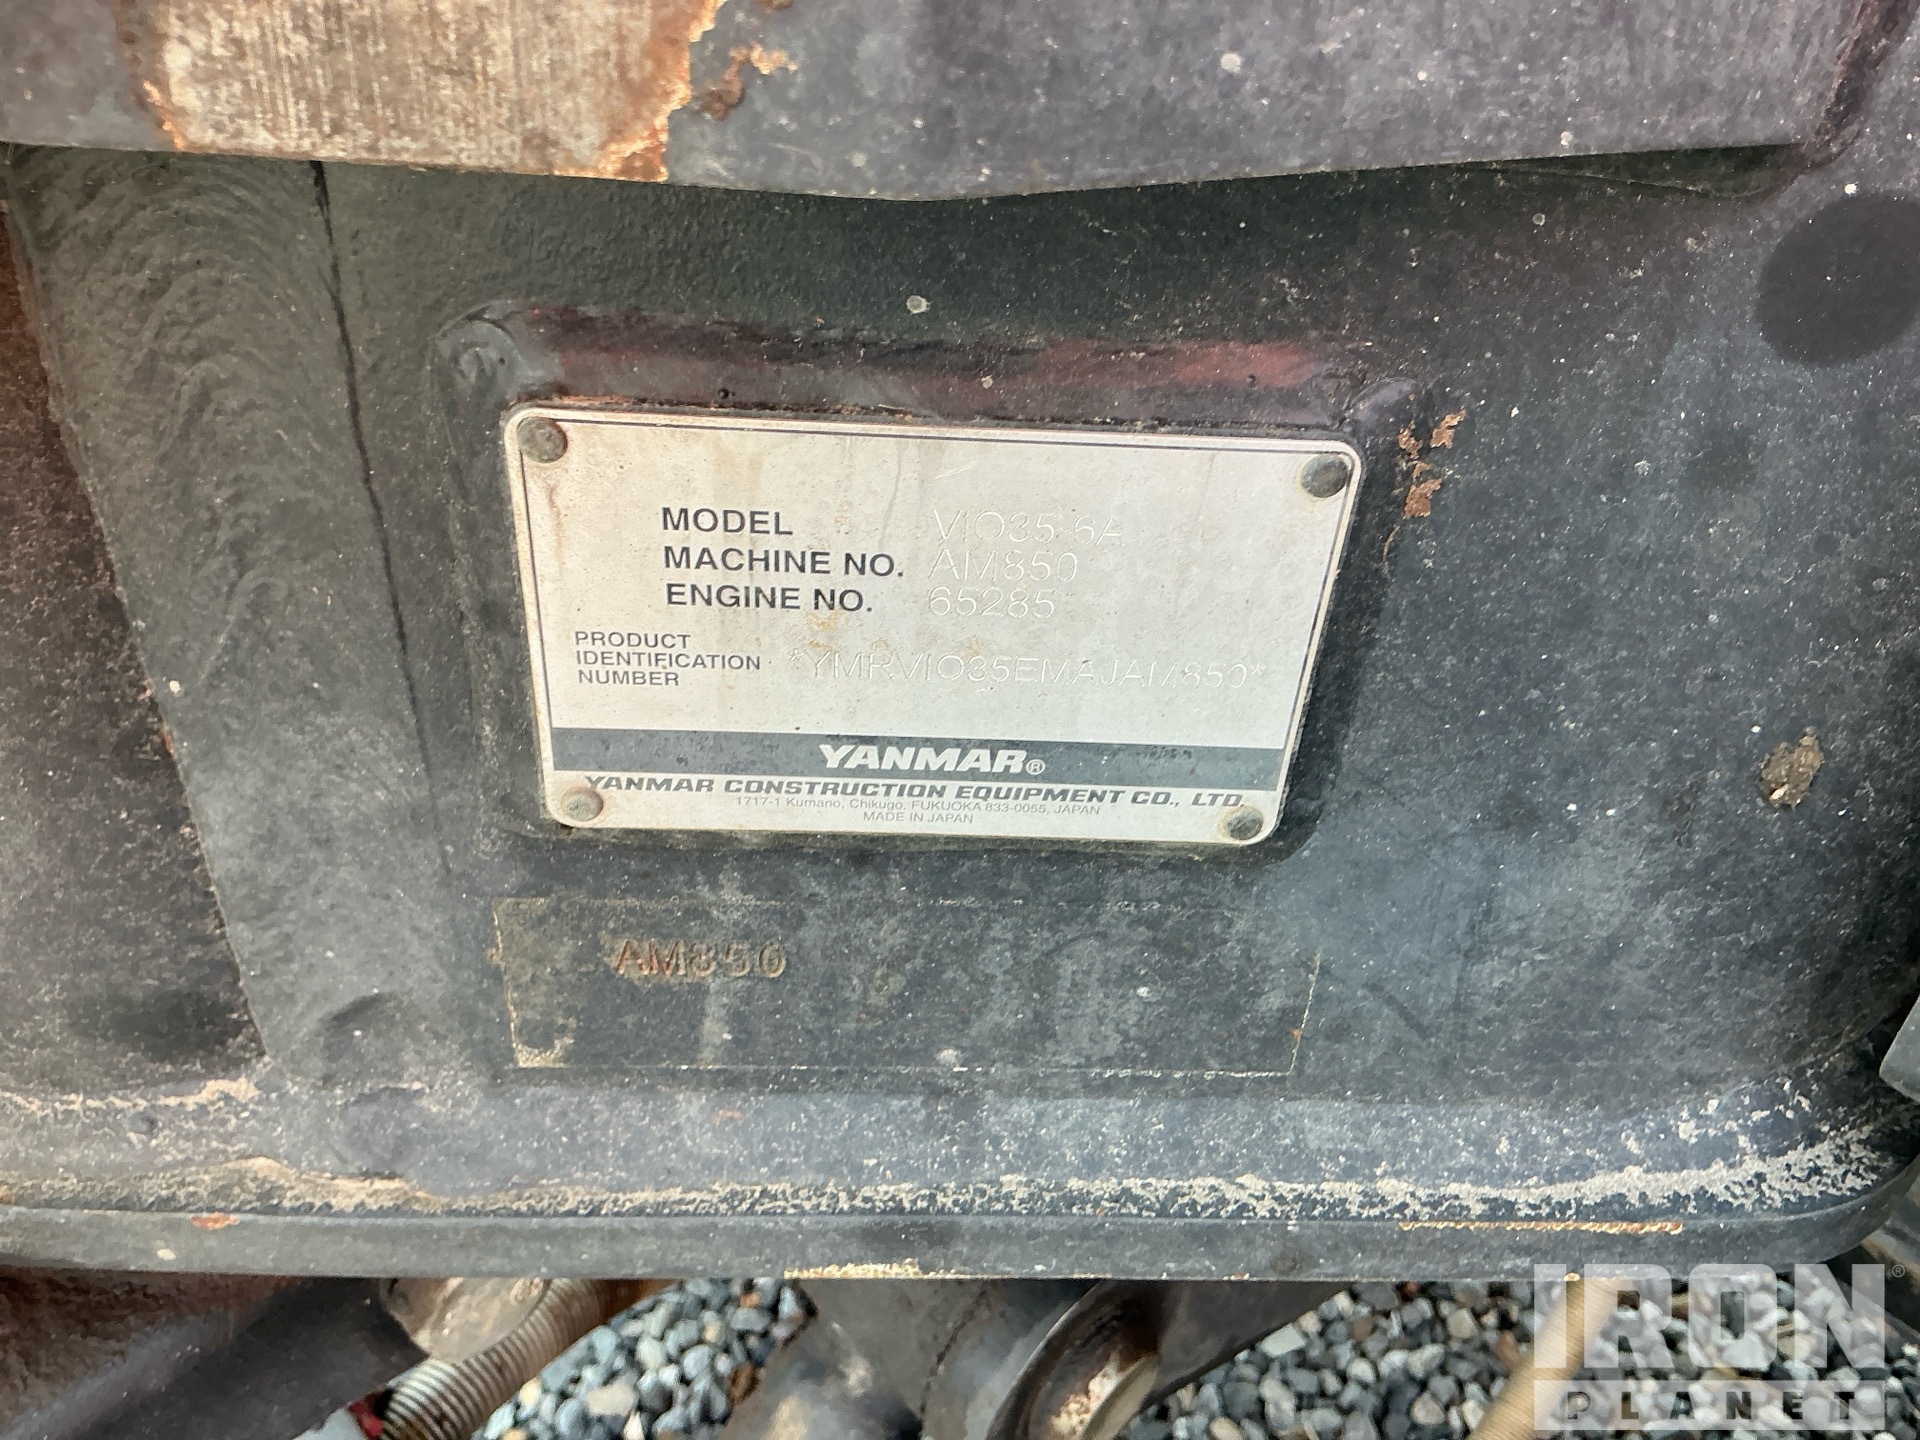 MODEL VIO35-6A
MACHINE NO. AM850
ENGINE NO. 65285
PRODUCT
IDENTIFICATION
NUMBER
*YMRVIO35EMAJAM850*
YANMAR®
YANMAR CONSTRUCTION EQUIPMENT CO., LTD.
1717-1 Kumano, Chikugo, FUKUOKA 833-0055, JAPAN
MADE IN JAPAN
AM850
IRON®
PLANET